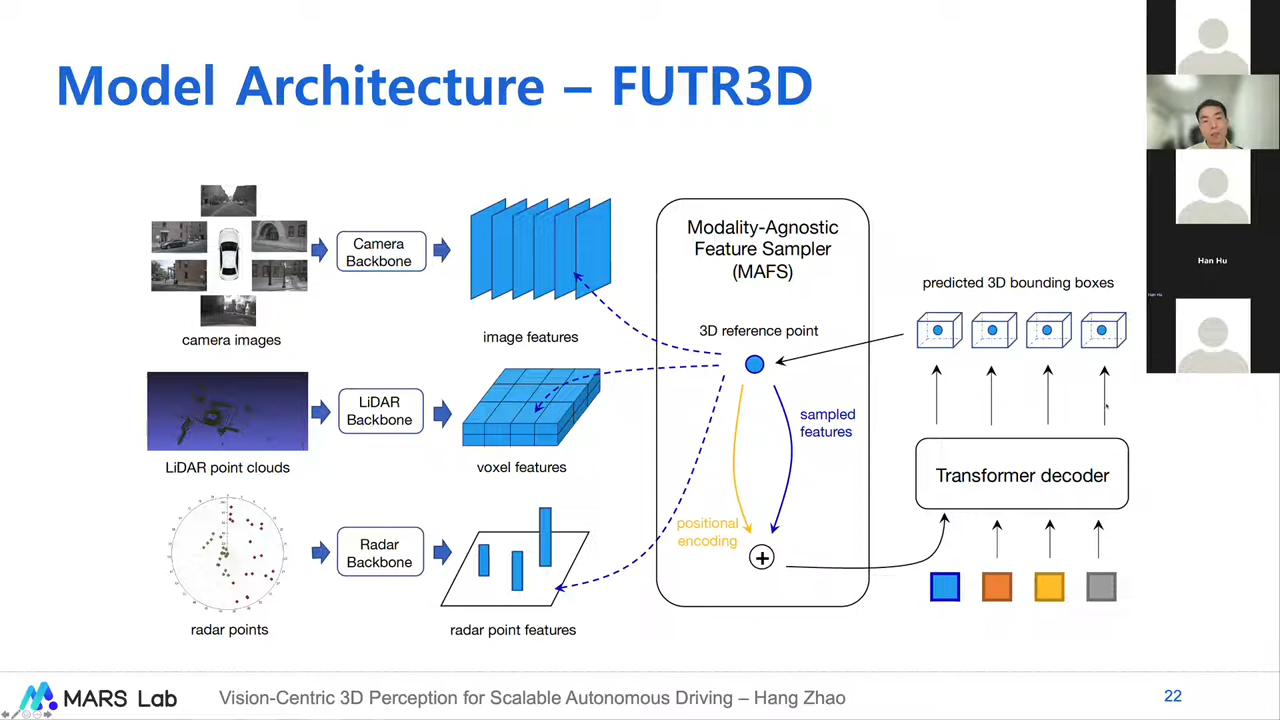 Model Architecture – FUTR3D
camera images
Camera
Backbone
image features
LiDAR point clouds
LiDAR
Backbone
voxel features
radar points
Radar
Backbone
radar point features
Modality-Agnostic
Feature Sampler
(MAFS)
3D reference point
sampled
features
positional
encoding
predicted 3D bounding boxes
Transformer decoder
Han Hu
Han Hu
MARS Lab
Vision-Centric 3D Perception for Scalable Autonomous Driving – Hang Zhao
22